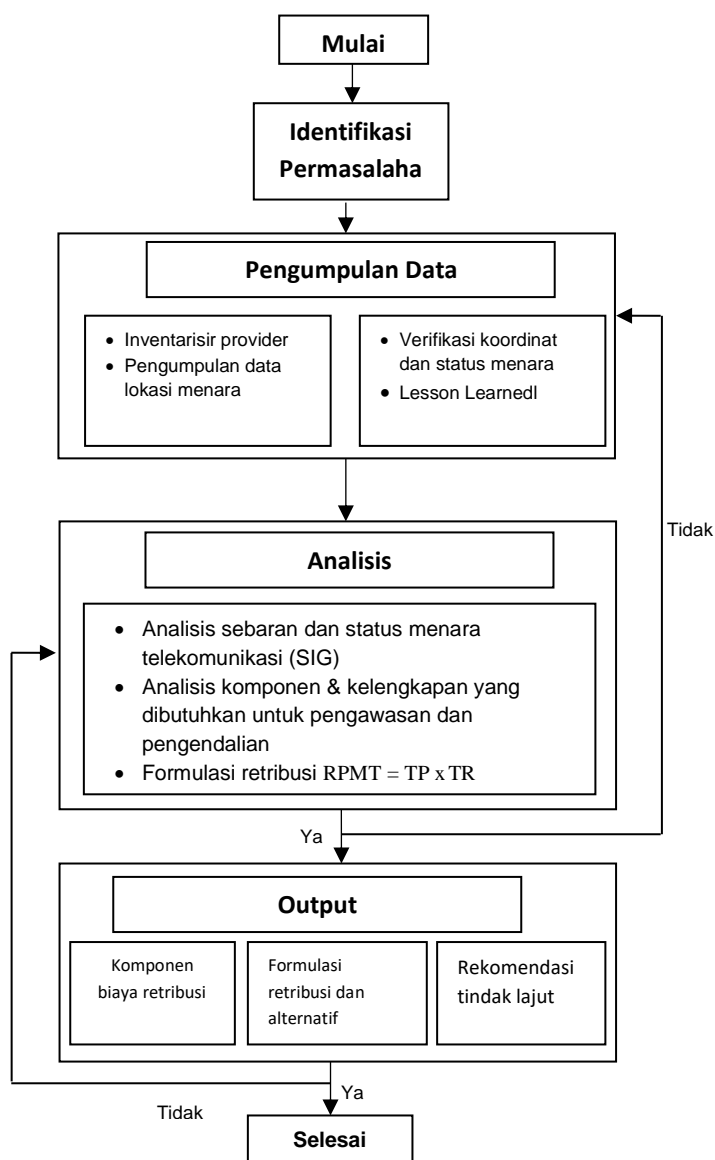 Mulai
Identifikasi
Permasalaha
Pengumpulan Data
• Inventarisir provider
• Pengumpulan data
lokasi menara
• Verifikasi koordinat
dan status menara
• Lesson Learnedl
Tidak
Analisis
• Analisis sebaran dan status menara
telekomunikasi (SIG)
• Analisis komponen & kelengkapan yang
dibutuhkan untuk pengawasan dan
pengendalian
• Formulasi retribusi RPMT = TP x TR
Ya
Output
Komponen
biaya retribusi
Formulasi
retribusi dan
alternatif
Rekomendasi
tindak lajut
Ya
Tidak
Selesai